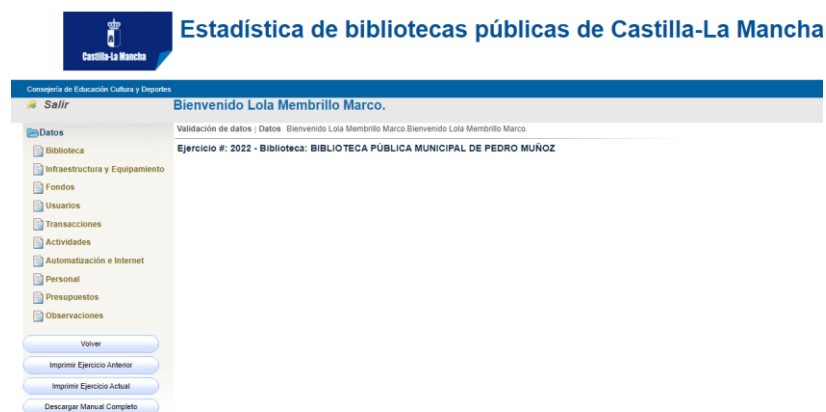 Castilla-La Mancha
Estadística de bibliotecas públicas de Castilla-La Mancha
Consejería de Educación Cultura y Deportes
Salir
Bienvenido Lola Membrillo Marco.
Validación de datos | Datos Bienvenido Lola Membrillo Marco.Bienvenido Lola Membrillo Marco.
Ejercicio #: 2022 - Biblioteca: BIBLIOTECA PÚBLICA MUNICIPAL DE PEDRO MUÑOZ
Datos
Biblioteca
Infraestructura y Equipamiento
Fondos
Usuarios
Transacciones
Actividades
Automatización e Internet
Personal
Presupuestos
Observaciones
Volver
Imprimir Ejercicio Anterior
Imprimir Ejercicio Actual
Descargar Manual Completo